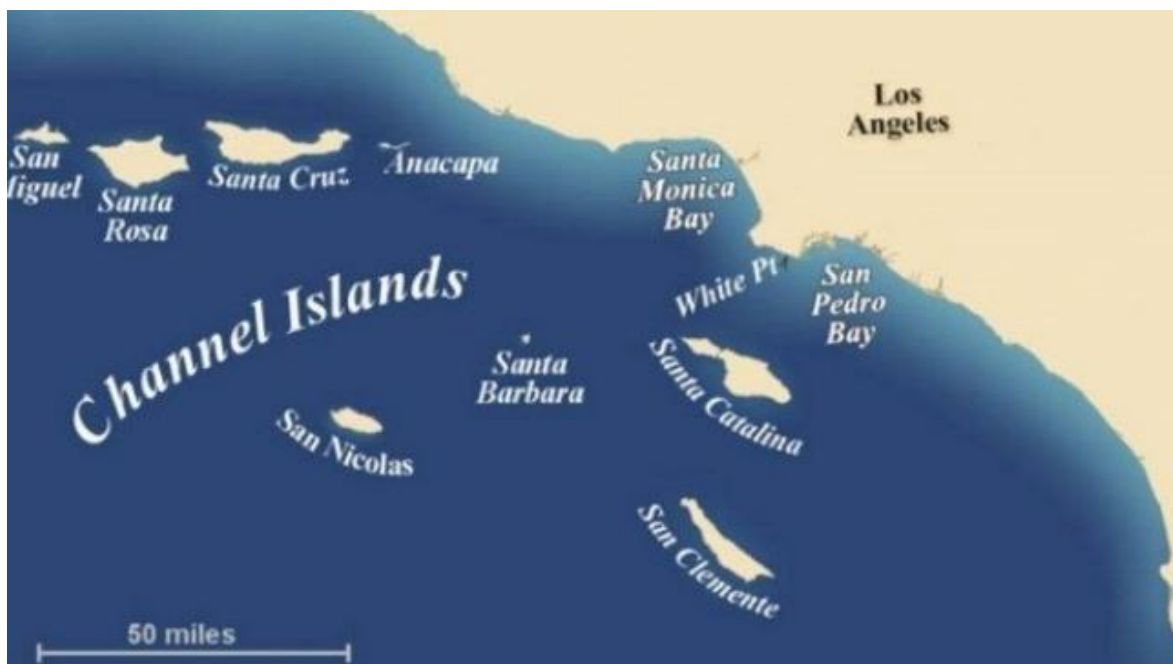 Los
Angeles
San
Miguel
Santa
Rosa
Santa Cruz
Anacapa
Santa
Monica
Bay
White Pt
San
Pedro
Bay
Channel Islands
Santa
Barbara
Santa Catalina
San Nicolas
San Clemente
50 miles